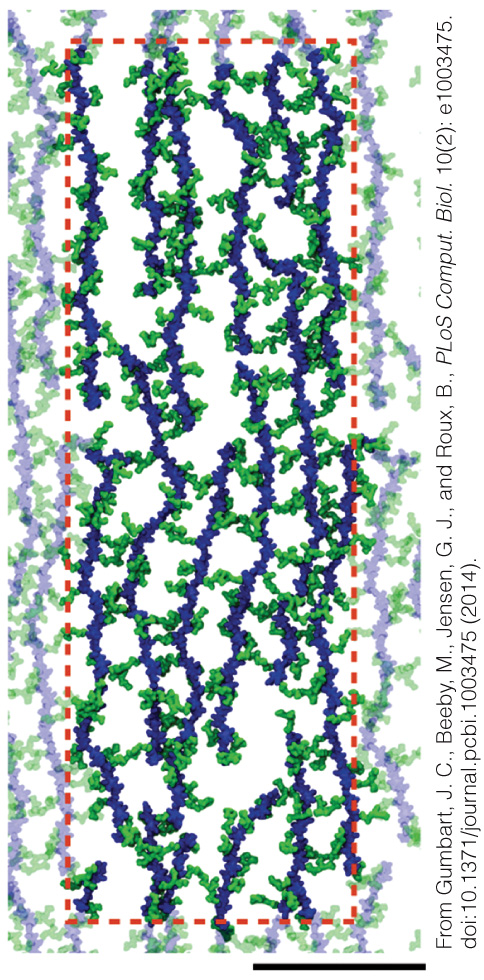 From Gumbart, J. C., Beeby, M., Jensen, G. J., and Roux, B., PLoS Comput. Biol. 10(2): e1003475.
doi:10.1371/journal.pcbi.1003475 (2014).